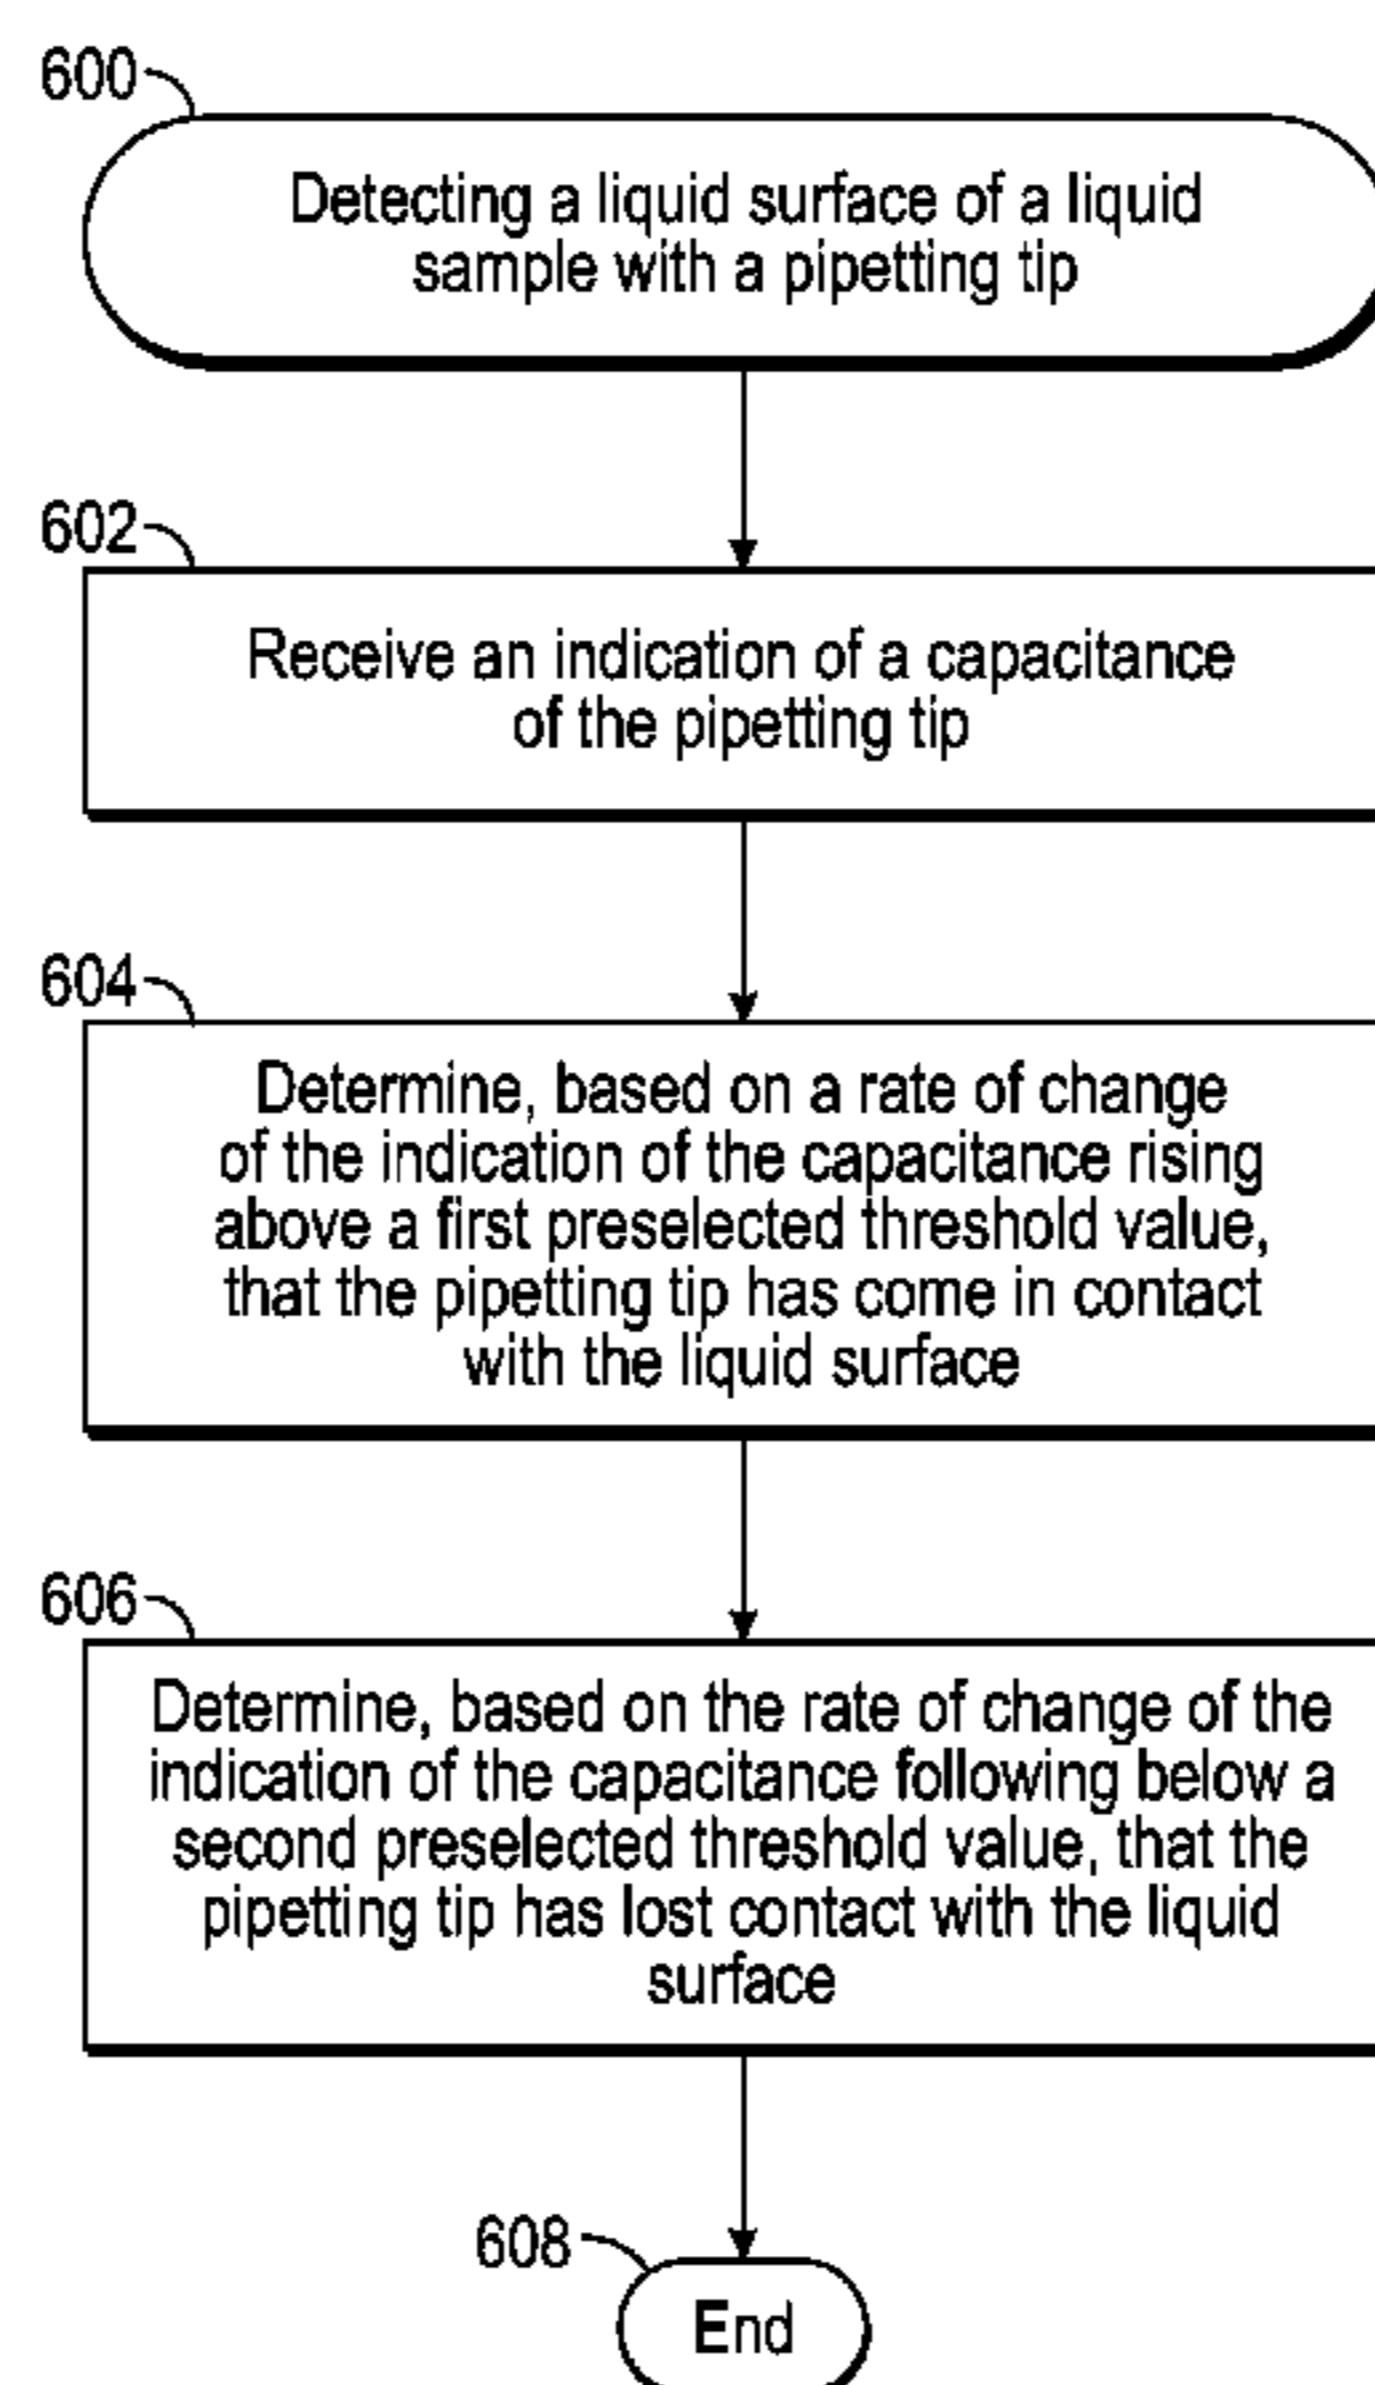 600
Detecting a liquid surface of a liquid
sample with a pipetting tip
602
Receive an indication of a capacitance
of the pipetting tip
604
Determine, based on a rate of change
of the indication of the capacitance rising
above a first preselected threshold value,
that the pipetting tip has come in contact
with the liquid surface
606
Determine, based on the rate of change of the
indication of the capacitance following below a
second preselected threshold value, that the
pipetting tip has lost contact with the liquid
surface
608
End